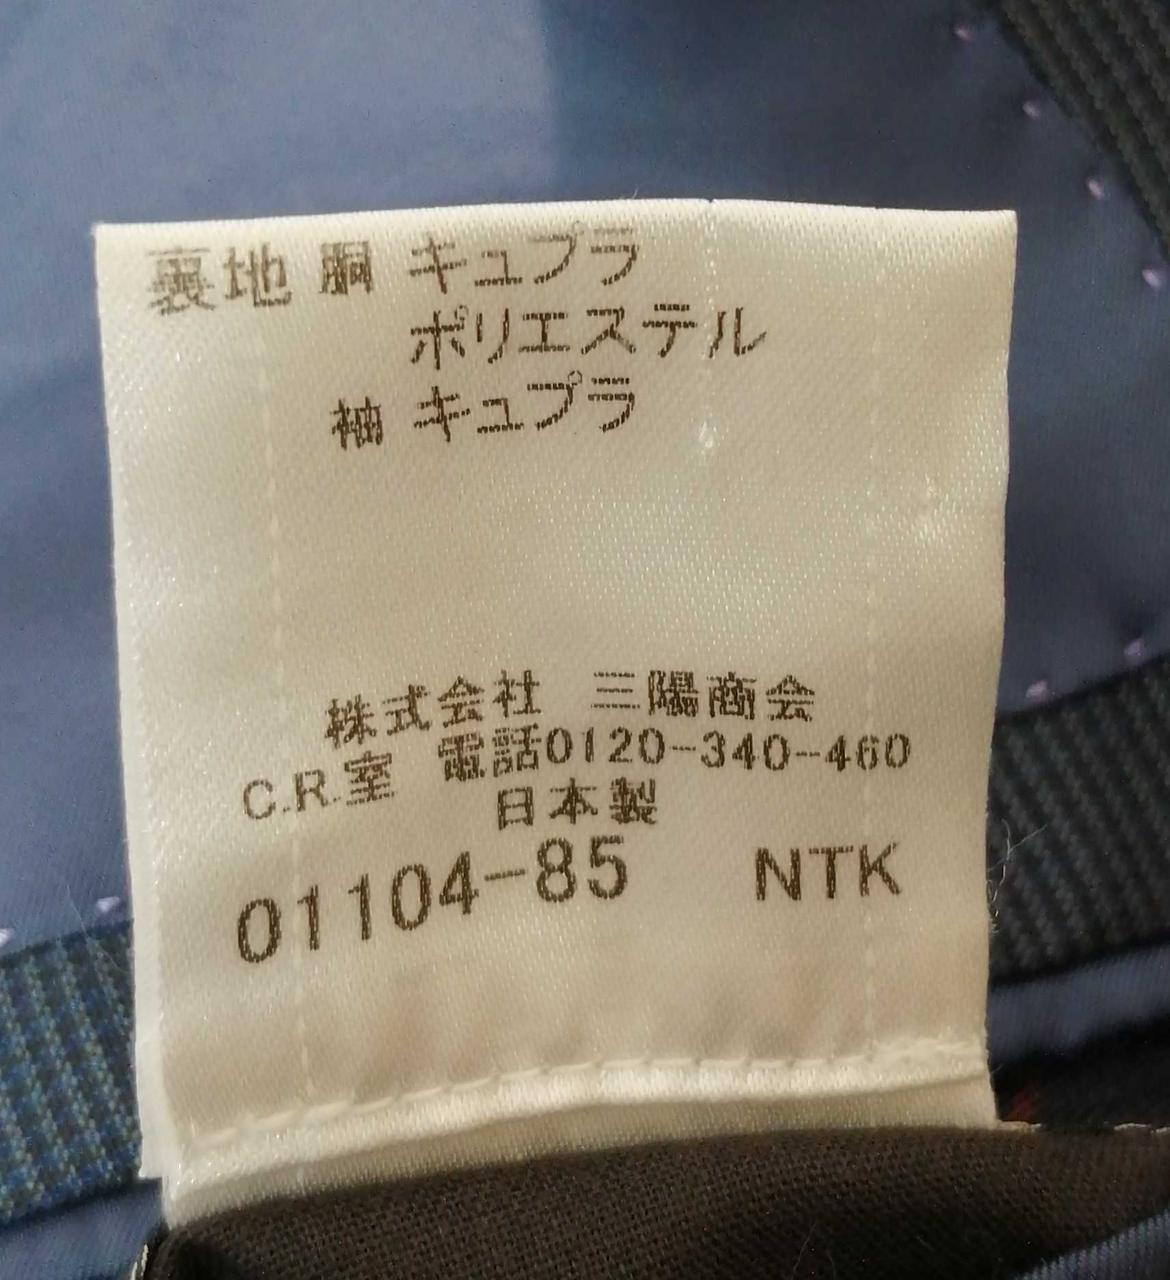 裏地 胴 キュプラ
ポリエステル
袖 キュプラ
株式会社 三陽商会
C.R.室 電話0120-340-460
日本製
01104-85 NTK